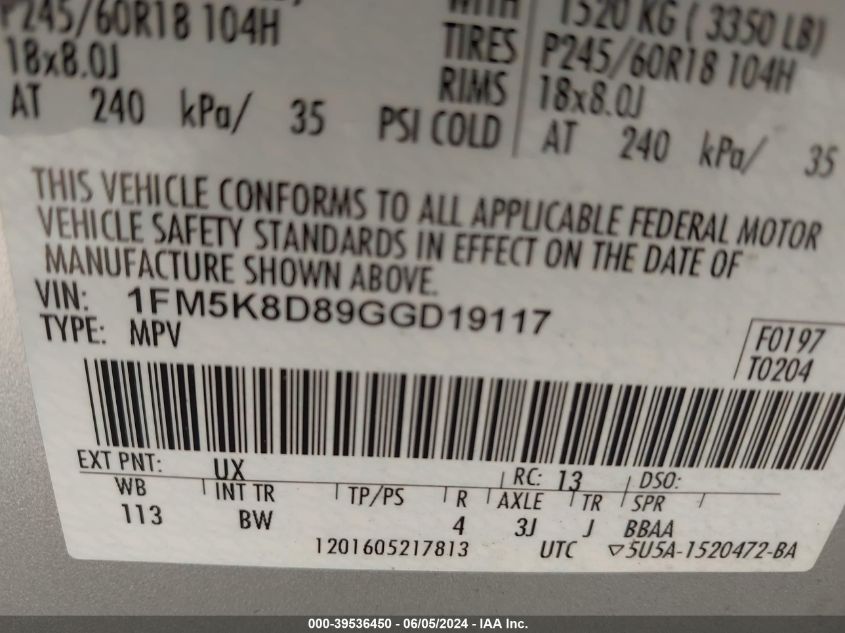 WITH 1520 KG ( 3350 LB)
P245/60R18 104H TIRES P245/60R18 104H
18x8.0J RIMS 18x8.0J
AT 240 kPa/ 35 PSI COLD AT 240 kPa/ 35
THIS VEHICLE CONFORMS TO ALL APPLICABLE FEDERAL MOTOR
VEHICLE SAFETY STANDARDS IN EFFECT ON THE DATE OF
MANUFACTURE SHOWN ABOVE.
VIN: 1FM5K8D89GGD19117
TYPE: MPV
F0197
T0204
EXT PNT: UX RC: 13 DSO:
WB INT TR TP/PS R AXLE TR SPR
113 BW 4 3J J BBAA
1201605217813 UTC ▽5U5A-1520472-BA
000-39536450 - 06/05/2024 - IAA Inc.